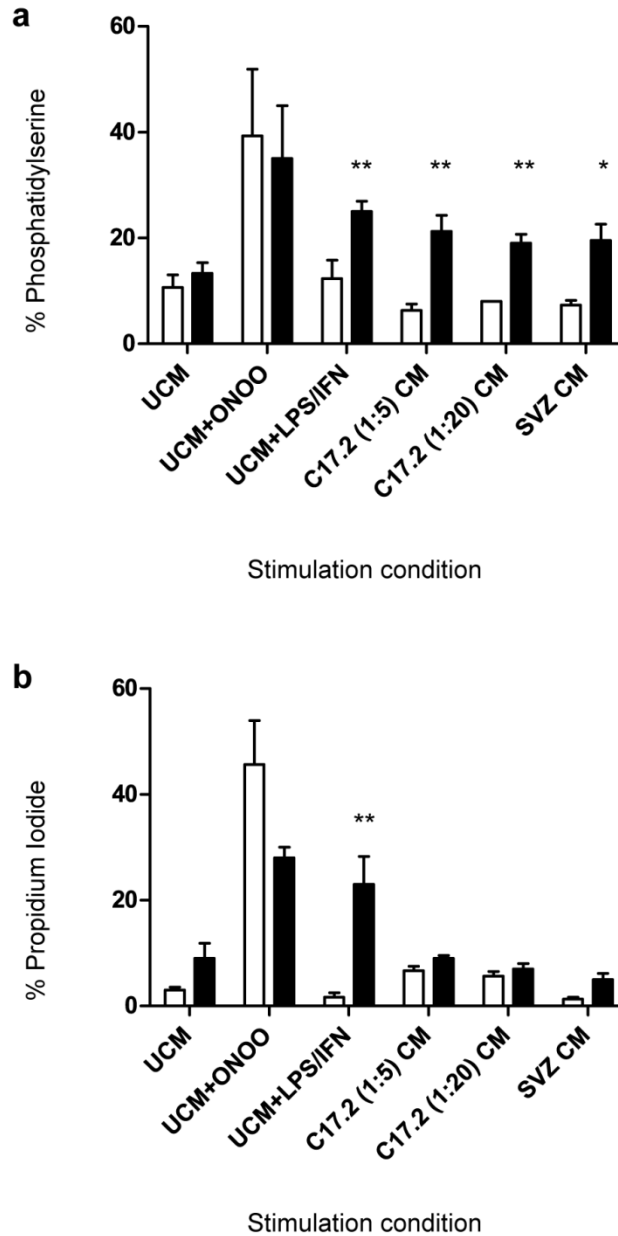 a
% Phosphatidylserine
60
40
20
0
** ** ** *
UCM
UCM+ONOO
UCM+LPS/IFN
C17.2 (1:5) CM
C17.2 (1:20) CM
SVZ CM
Stimulation condition
b
% Propidium Iodide
60
40
20
0
**
UCM
UCM+ONOO
UCM+LPS/IFN
C17.2 (1:5) CM
C17.2 (1:20) CM
SVZ CM
Stimulation condition